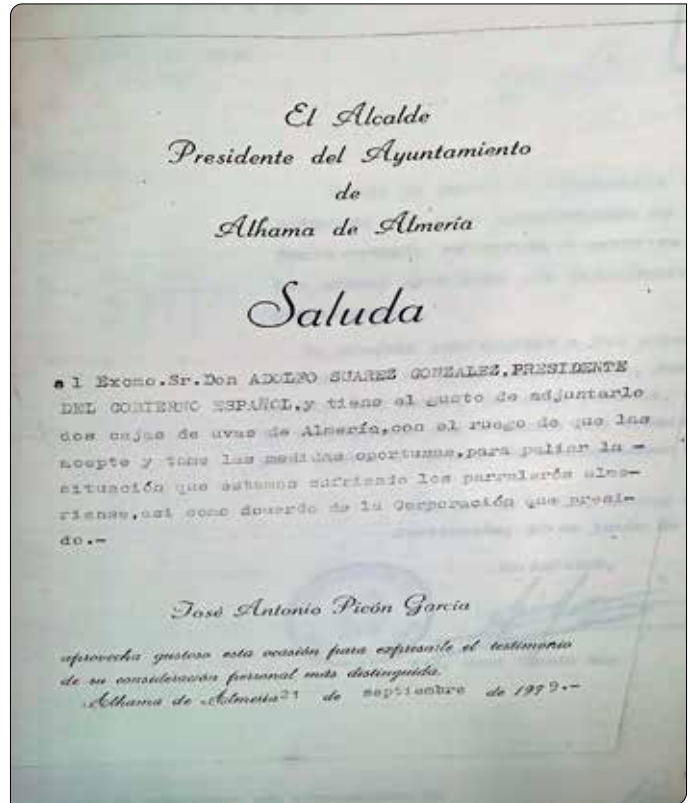 El Alcalde
Presidente del Ayuntamiento
de
Alhama de Almería
Saluda
al Excmo.Sr.Don ADOLFO SUAREZ GONZALEZ,PRESIDENTE
DEL GOBIERNO ESPAÑOL,y tiene el gusto de adjuntarle
dos cajas de uvas de Almería,con el ruego de que las
acepte y tome las medidas oportunas,para paliar la -
situación que estamos sufriendo los parraleros alme-
rienses,así como acuerdo de la Corporación que presi-
do.-
José Antonio Picón García
aprovecha gustoso esta ocasión para expresarle el testimonio
de su consideración personal más distinguida.
Alhama de Almería 21 de septiembre de 1979.-